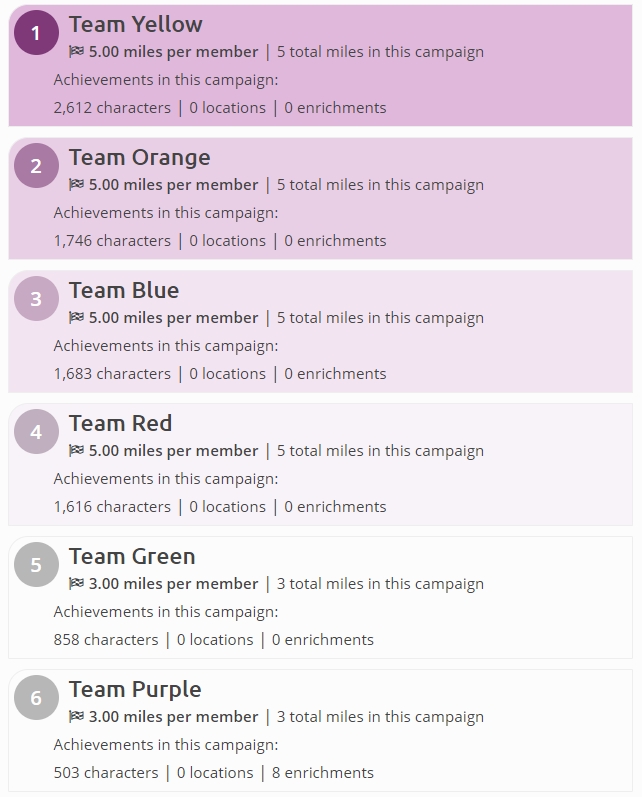 1
Team Yellow
5.00 miles per member | 5 total miles in this campaign
Achievements in this campaign:
2,612 characters | 0 locations | 0 enrichments
2
Team Orange
5.00 miles per member | 5 total miles in this campaign
Achievements in this campaign:
1,746 characters | 0 locations | 0 enrichments
3
Team Blue
5.00 miles per member | 5 total miles in this campaign
Achievements in this campaign:
1,683 characters | 0 locations | 0 enrichments
4
Team Red
5.00 miles per member | 5 total miles in this campaign
Achievements in this campaign:
1,616 characters | 0 locations | 0 enrichments
5
Team Green
3.00 miles per member | 3 total miles in this campaign
Achievements in this campaign:
858 characters | 0 locations | 0 enrichments
6
Team Purple
3.00 miles per member | 3 total miles in this campaign
Achievements in this campaign:
503 characters | 0 locations | 8 enrichments